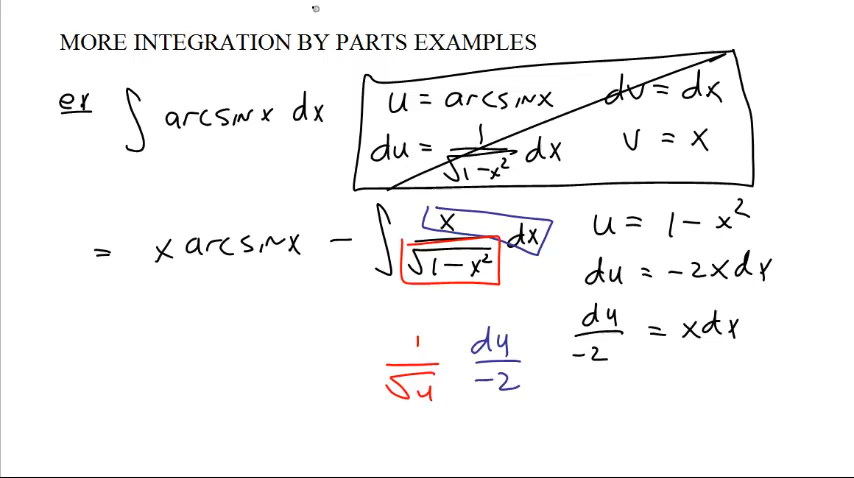 MORE INTEGRATION BY PARTS EXAMPLES
ex ∫ arcsin x dx
u = arcsin x dv = dx
du = 1/√(1-x²) dx v = x
= x arcsin x - ∫ x/√(1-x²) dx
u = 1 - x²
du = -2x dx
du/-2 = x dx
1/√u du/-2